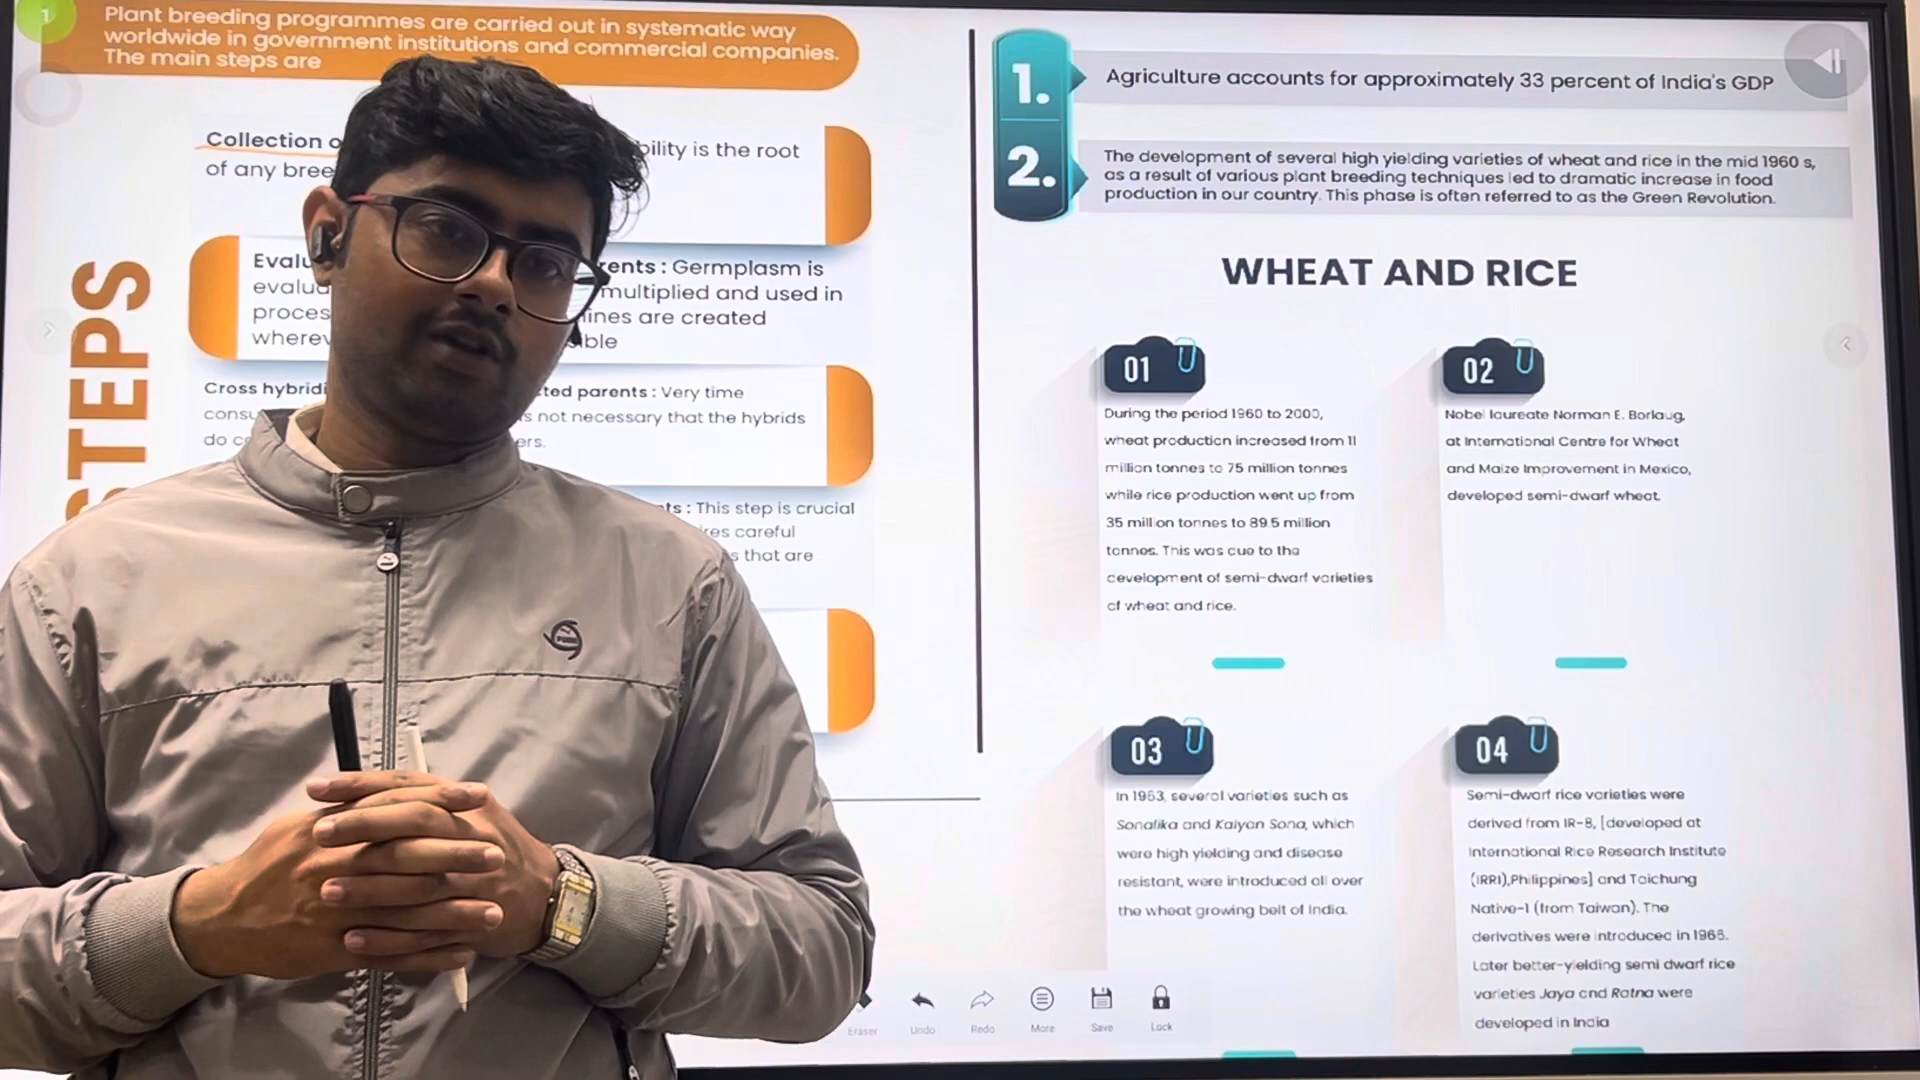 1
Plant breeding programmes are carried out in systematic way
worldwide in government institutions and commercial companies.
The main steps are
STEPS
Collection
bility is the root
of any bree
Evalu
rents : Germplasm is
evalua
multiplied and used in
proces
lines are created
wherev
ible
Cross hybridi
ted parents : Very time
consu
s not necessary that the hybrids
do c
ers.
ts : This step is crucial
res careful
s that are
1.
Agriculture accounts for approximately 33 percent of India's GDP
2.
The development of several high yielding varieties of wheat and rice in the mid 1960 s,
as a result of various plant breeding techniques led to dramatic increase in food
production in our country. This phase is often referred to as the Green Revolution.
WHEAT AND RICE
01
During the period 1960 to 2000,
wheat production increased from 11
million tonnes to 75 million tonnes
while rice production went up from
35 million tonnes to 89.5 million
tonnes. This was due to the
development of semi-dwarf varieties
of wheat and rice.
02
Nobel laureate Norman E. Borlaug,
at International Centre for Wheat
and Maize Improvement in Mexico,
developed semi-dwarf wheat.
03
In 1963, several varieties such as
Sonalika and Kalyan Sona, which
were high yielding and disease
resistant, were introduced all over
the wheat growing belt of India.
04
Semi-dwarf rice varieties were
derived from IR-8, [developed at
International Rice Research Institute
(IRRI),Philippines] and Taichung
Native-1 (from Taiwan). The
derivatives were introduced in 1966.
Later better-yielding semi dwarf rice
varieties Jaya and Ratna were
developed in India
Eraser
Undo
Redo
More
Save
Lock